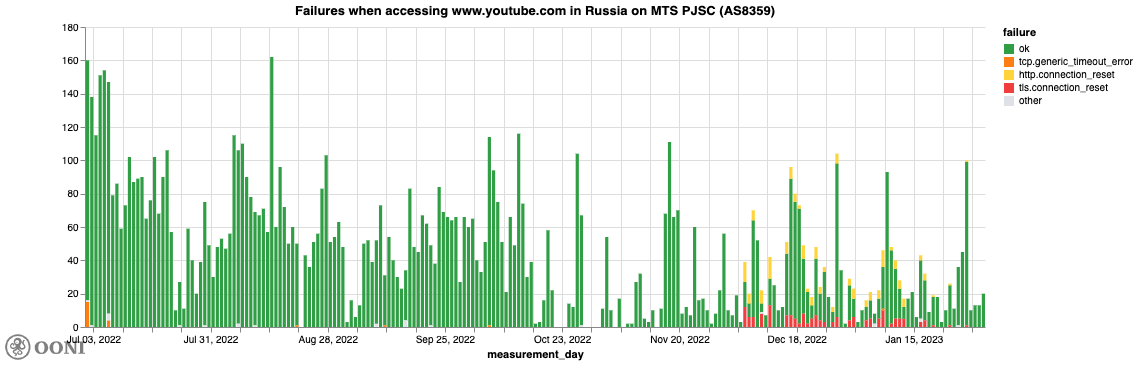 Failures when accessing www.youtube.com in Russia on MTS PJSC (AS8359)
180
160
140
120
100
80
60
40
20
0
Jul 03, 2022 Jul 31, 2022 Aug 28, 2022 Sep 25, 2022 Oct 23, 2022 Nov 20, 2022 Dec 18, 2022 Jan 15, 2023
measurement_day
failure
ok
tcp.generic_timeout_error
http.connection_reset
tls.connection_reset
other
OONI